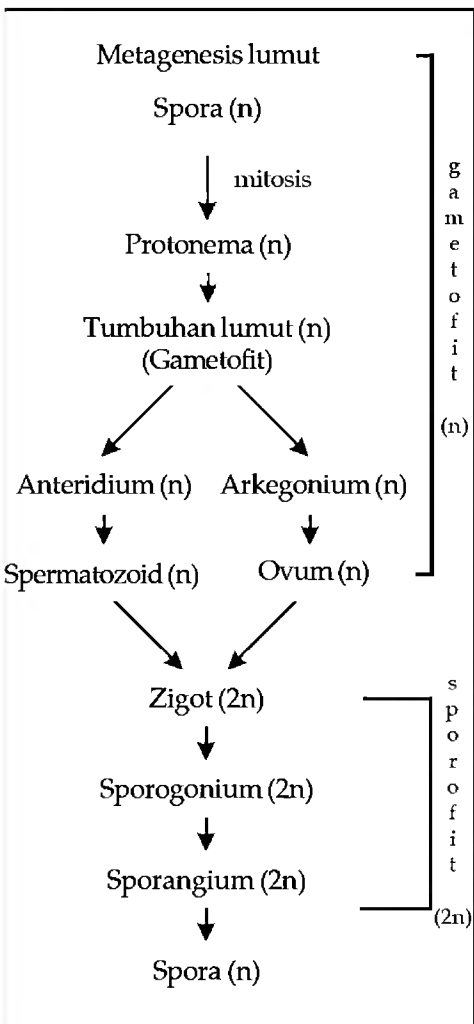 Metagenesis lumut
Spora (n)
mitosis
Protonema (n)
Tumbuhan lumut (n)
(Gametofit)
Anteridium (n) Arkegonium (n)
Spermatozoid (n) Ovum (n)
gametofit
(n)
Zigot (2n)
Sporogonium (2n)
Sporangium (2n)
Spora (n)
sporofit
(2n)